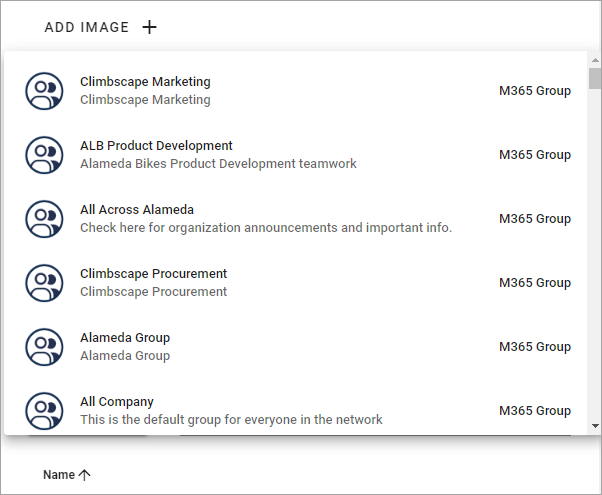 ADD IMAGE
Climbscape Marketing
Climbscape Marketing
M365 Group
ALB Product Development
Alameda Bikes Product Development teamwork
M365 Group
All Across Alameda
Check here for organization announcements and important info.
M365 Group
Climbscape Procurement
Climbscape Procurement
M365 Group
Alameda Group
Alameda Group
M365 Group
All Company
This is the default group for everyone in the network
M365 Group
Name